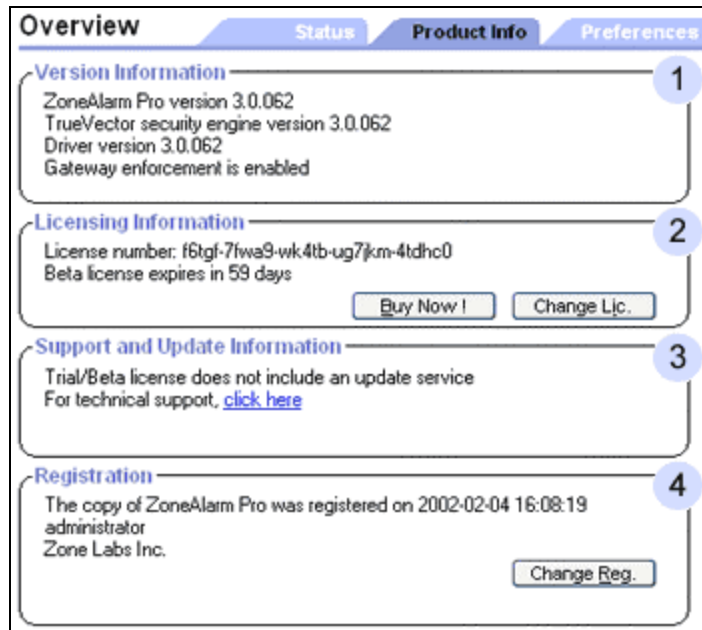 Overview
Status
Product Info
Preferences
Version Information
1
ZoneAlarm Pro version 3.0.062
TrueVector security engine version 3.0.062
Driver version 3.0.062
Gateway enforcement is enabled
Licensing Information
2
License number: f6tgf-7fwa9-wk4tb-ug7jkm-4tdhc0
Beta license expires in 59 days
Buy Now !
Change Lic.
Support and Update Information
3
Trial/Beta license does not include an update service
For technical support, click here
Registration
4
The copy of ZoneAlarm Pro was registered on 2002-02-04 16:08:19
administrator
Zone Labs Inc.
Change Reg.